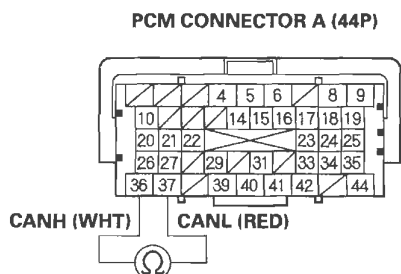 PCM CONNECTOR A (44P)
4 5 6 8 9
10 14 15 16 17 18 19
20 21 22 23 24 25
26 27 29 31 33 34 35
36 37 39 40 41 42 44
CANH (WHT) CANL (RED)
Ω